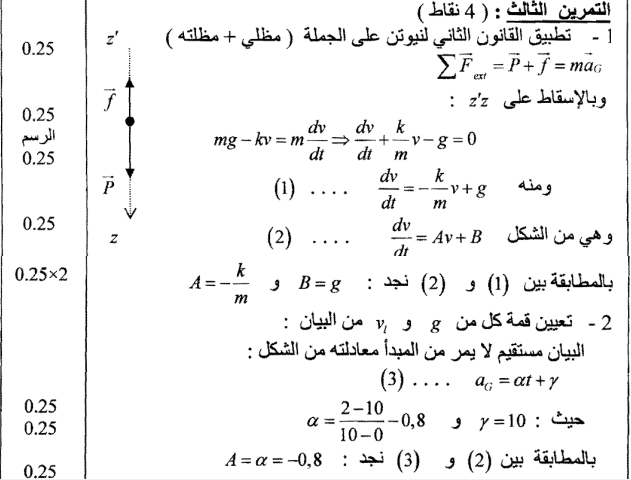 التمرين الثالث : ( 4 نقاط )
1 - تطبيق القانون الثاني لنيوتن على الجملة ( مظلي + مظلته )
0.25
z'
∑F⃗_ext = P⃗ + f⃗ = ma⃗_G
وبالإسقاط على z'z :
f⃗
0.25
الرسم
0.25
mg - kv = m dv/dt ⇒ dv/dt + k/m v - g = 0
P⃗
ومنه dv/dt = -k/m v + g .... (1)
0.25
z
وهي من الشكل dv/dt = Av + B .... (2)
0.25×2
بالمطابقة بين (1) و (2) نجد : B = g و A = -k/m
2 - تعيين قمة كل من g و v_l من البيان :
البيان مستقيم لا يمر من المبدأ معادلته من الشكل :
a_G = αt + γ .... (3)
0.25
0.25
حيث : γ = 10 و α = (2-10)/(10-0) - 0,8
بالمطابقة بين (2) و (3) نجد : A = α = -0,8
0.25